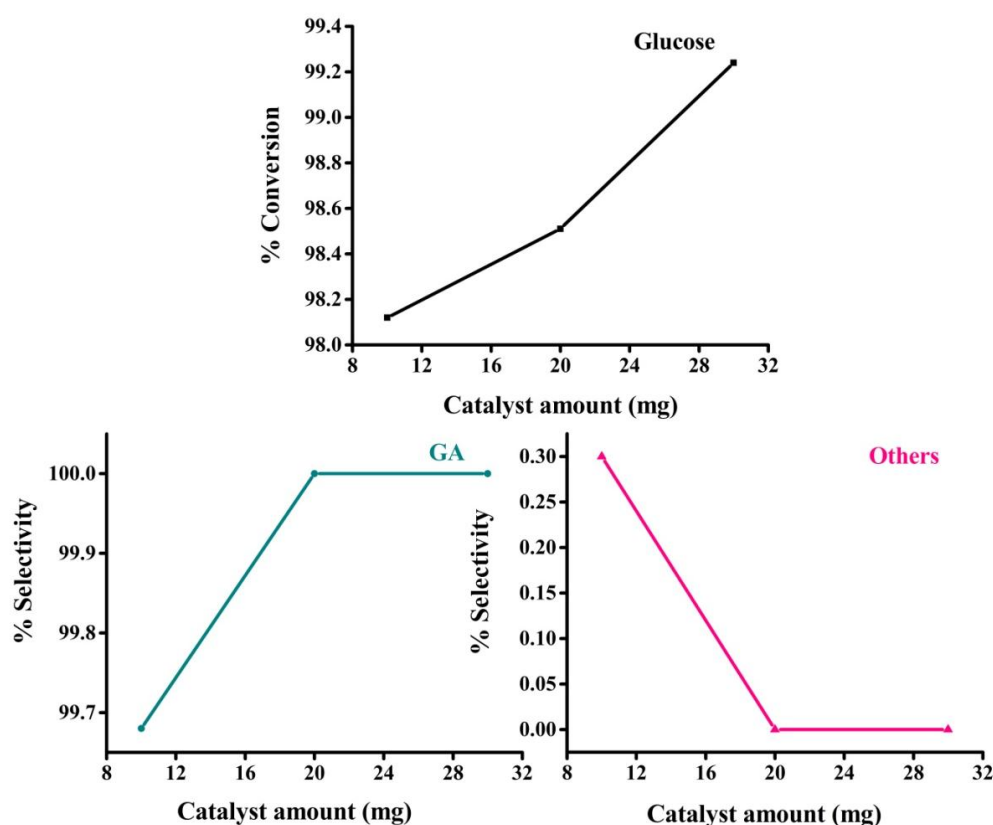 Glucose
% Conversion
99.4
99.2
99.0
98.8
98.6
98.4
98.2
98.0
8 12 16 20 24 28 32
Catalyst amount (mg)
GA
% Selectivity
100.0
99.9
99.8
99.7
8 12 16 20 24 28 32
Catalyst amount (mg)
Others
% Selectivity
0.30
0.25
0.20
0.15
0.10
0.05
0.00
8 12 16 20 24 28 32
Catalyst amount (mg)